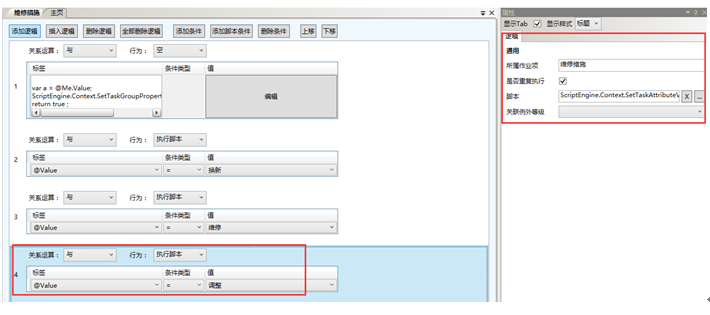 维修措施 主页
添加逻辑 插入逻辑 删除逻辑 全部删除逻辑 添加条件 添加脚本条件 删除条件 上移 下移
关系运算： 与 行为： 空
标签 条件类型 值
1
var a = @Me.Value;
ScriptEngine.Context.SetTaskGroupPropert
return true ;
编辑
关系运算： 与 行为： 执行脚本
2
标签 条件类型 值
@Value = 换新
关系运算： 与 行为： 执行脚本
3
标签 条件类型 值
@Value = 维修
关系运算： 与 行为： 执行脚本
4
标签 条件类型 值
@Value = 调整
属性
显示Tab 显示样式 标题
逻辑
通用
所属作业项 维修措施
是否重复执行
脚本 ScriptEngine.Context.SetTaskAttributeV X ...
关联例外等级